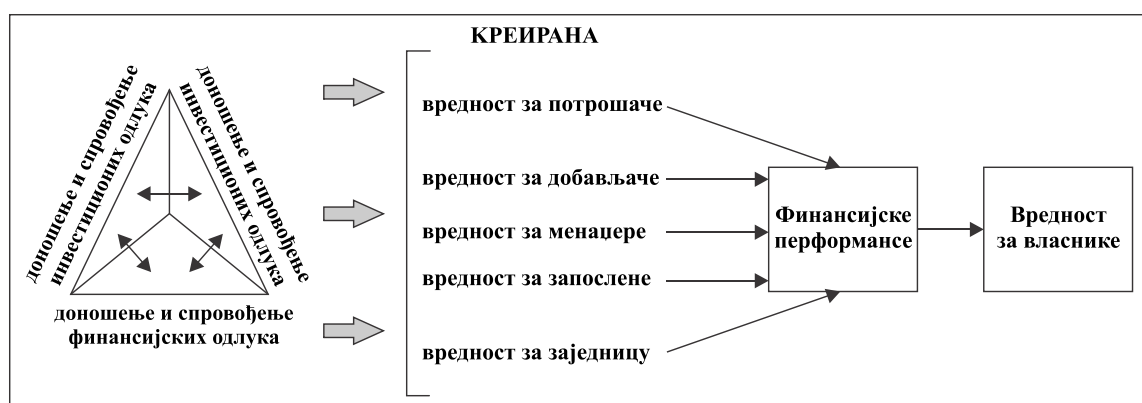 КРЕИРАНА
доношење и спровођење
инвестиционих одлука
доношење и спровођење
инвестиционих одлука
доношење и спровођење
финансијских одлука
вредност за потрошаче
вредност за добављаче
вредност за менаџере
вредност за запослене
вредност за заједницу
Финансијске
перформансе
Вредност
за власнике